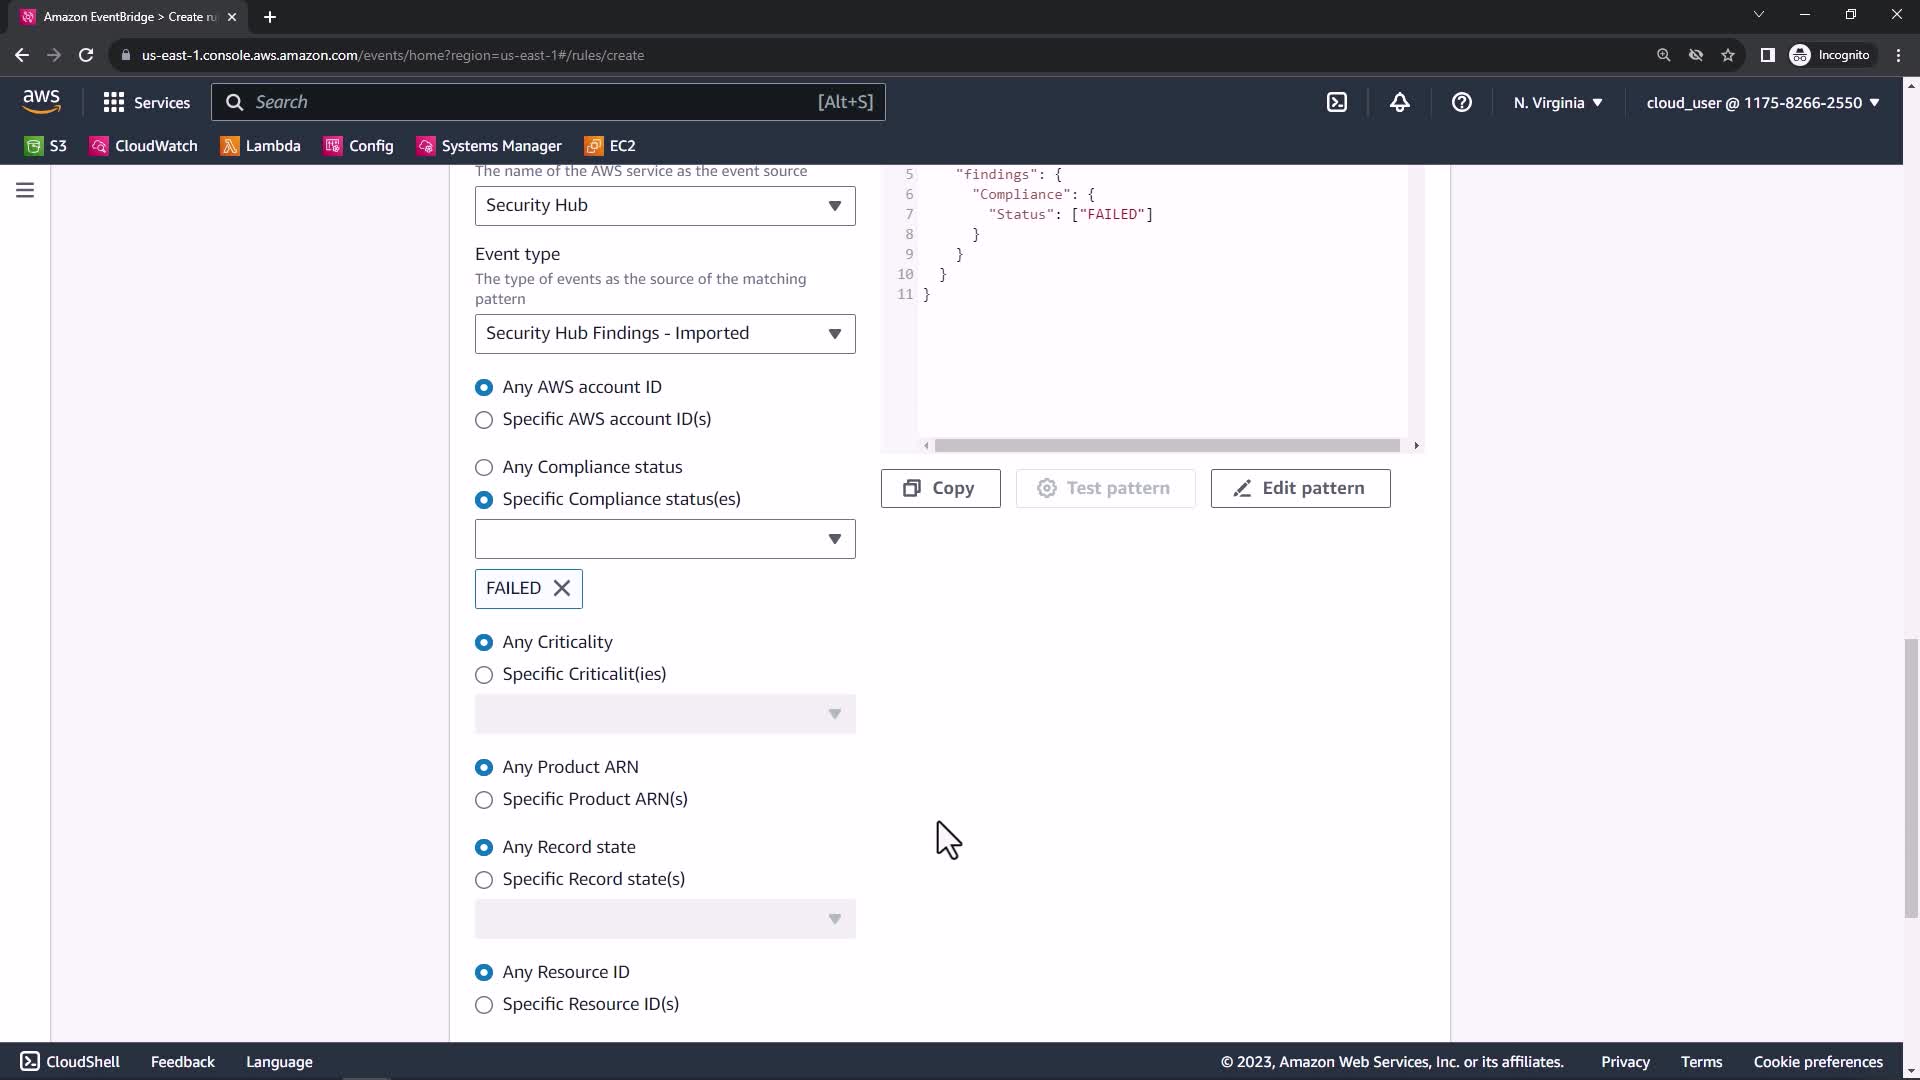 Amazon EventBridge > Create ru
us-east-1.console.aws.amazon.com/events/home?region=us-east-1#/rules/create
Incognito
aws
Services
Search
[Alt+S]
N. Virginia
cloud_user @ 1175-8266-2550
S3
CloudWatch
Lambda
Config
Systems Manager
EC2
The name of the AWS service as the event source
Security Hub
Event type
The type of events as the source of the matching
pattern
Security Hub Findings - Imported
Any AWS account ID
Specific AWS account ID(s)
Any Compliance status
Specific Compliance status(es)
FAILED
Any Criticality
Specific Criticalit(ies)
Any Product ARN
Specific Product ARN(s)
Any Record state
Specific Record state(s)
Any Resource ID
Specific Resource ID(s)
5 "findings": {
6 "Compliance": {
7 "Status": ["FAILED"]
8 }
9 }
10 }
11 }
Copy
Test pattern
Edit pattern
CloudShell
Feedback
Language
© 2023, Amazon Web Services, Inc. or its affiliates.
Privacy
Terms
Cookie preferences